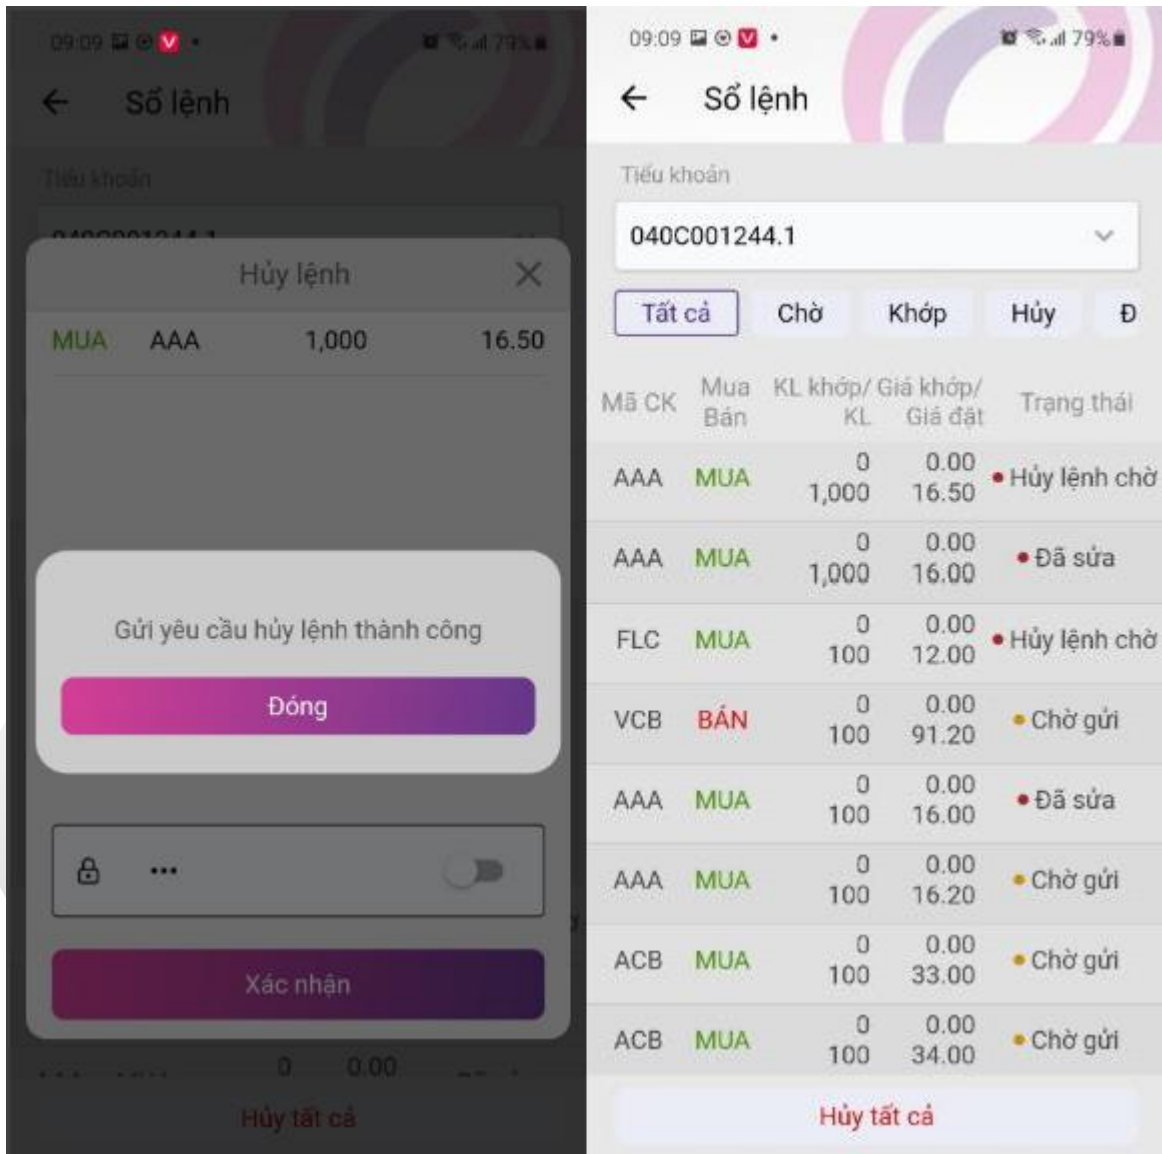 09:09
79%
Sổ lệnh
Tiểu khoản
Hủy lệnh
MUA AAA 1,000 16.50
Gửi yêu cầu hủy lệnh thành công
Đóng
•••
Xác nhận
0 0.00
Hủy tất cả
09:09
79%
Sổ lệnh
Tiểu khoản
040C001244.1
Tất cả Chờ Khớp Hủy Đ
Mã CK Mua Bán KL khớp/ KL Giá khớp/ Giá đặt Trạng thái
AAA MUA 0 1,000 0.00 16.50 Hủy lệnh chờ
AAA MUA 0 1,000 0.00 16.00 Đã sửa
FLC MUA 0 100 0.00 12.00 Hủy lệnh chờ
VCB BÁN 0 100 0.00 91.20 Chờ gửi
AAA MUA 0 100 0.00 16.00 Đã sửa
AAA MUA 0 100 0.00 16.20 Chờ gửi
ACB MUA 0 100 0.00 33.00 Chờ gửi
ACB MUA 0 100 0.00 34.00 Chờ gửi
Hủy tất cả